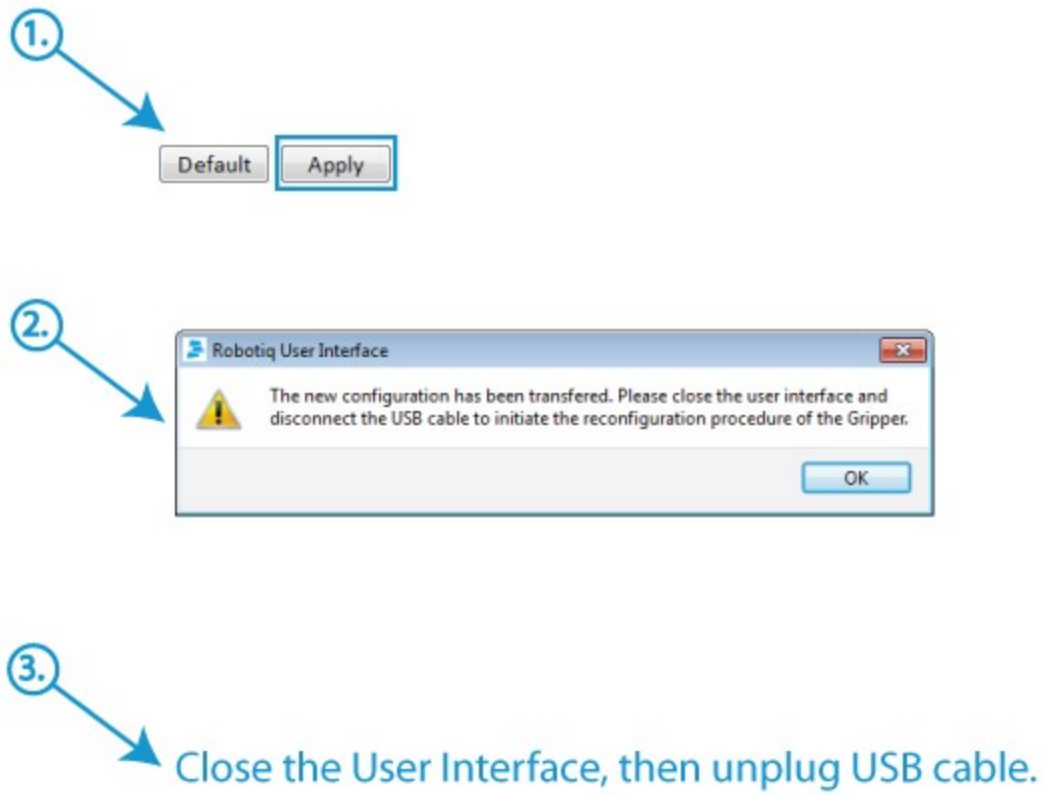 1.
Default Apply
2.
Robotiq User Interface
The new configuration has been transfered. Please close the user interface and
disconnect the USB cable to initiate the reconfiguration procedure of the Gripper.
OK
3.
Close the User Interface, then unplug USB cable.